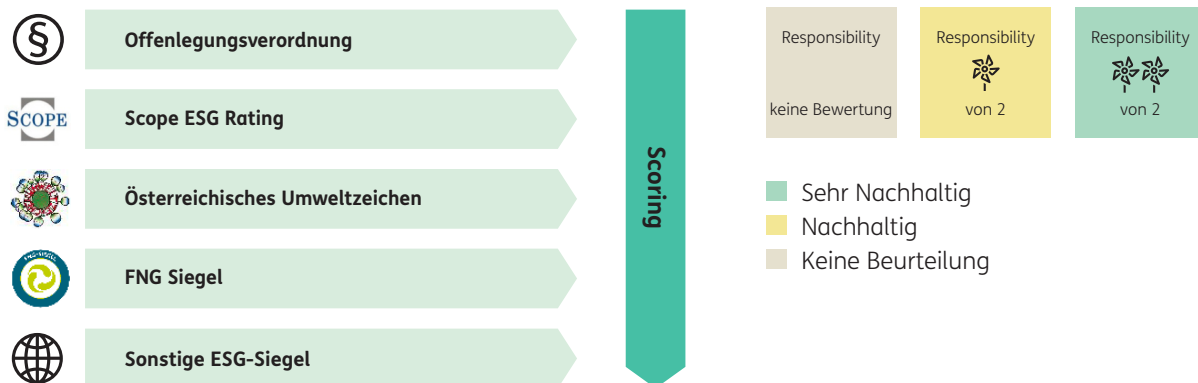 §
Offenlegungsverordnung
SCOPE
Scope ESG Rating
Österreichisches Umweltzeichen
FNG Siegel
Sonstige ESG-Siegel
Scoring
Responsibility
keine Bewertung
Responsibility
von 2
Responsibility
von 2
Sehr Nachhaltig
Nachhaltig
Keine Beurteilung